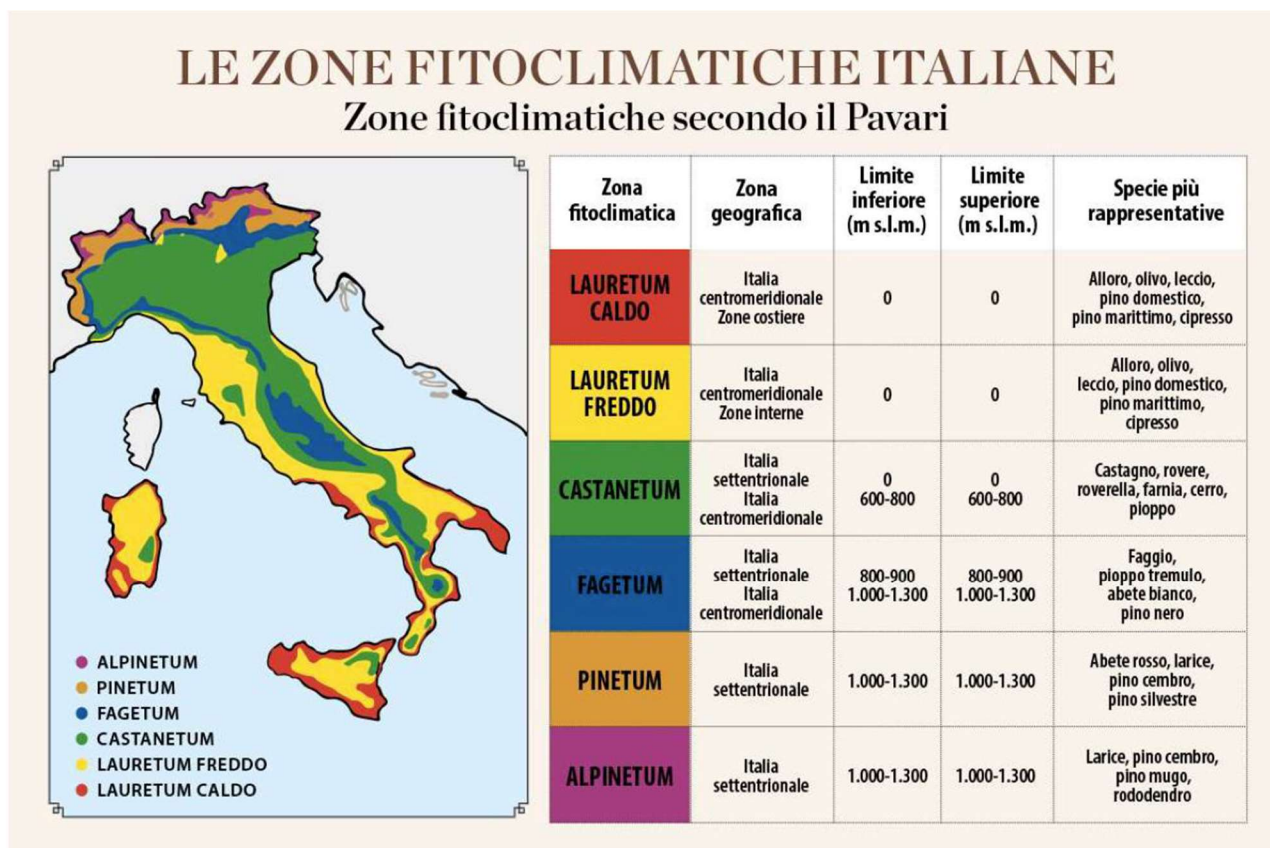 LE ZONE FITOCLIMATICHE ITALIANE
Zone fitoclimatiche secondo il Pavari
ALPINETUM
PINETUM
FAGETUM
CASTANETUM
LAURETUM FREDDO
LAURETUM CALDO
Zona
fitoclimatica
Zona
geografica
Limite
inferiore
(m s.l.m.)
Limite
superiore
(m s.l.m.)
Specie più
rappresentative
LAURETUM
CALDO
Italia
centromeridionale
Zone costiere
0
0
Alloro, olivo, leccio,
pino domestico,
pino marittimo, cipresso
LAURETUM
FREDDO
Italia
centromeridionale
Zone interne
0
0
Alloro, olivo,
leccio, pino domestico,
pino marittimo,
cipresso
CASTANETUM
Italia
settentrionale
Italia
centromeridionale
0
600-800
0
600-800
Castagno, rovere,
roverella, farnia, cerro,
pioppo
FAGETUM
Italia
settentrionale
Italia
centromeridionale
800-900
1.000-1.300
800-900
1.000-1.300
Faggio,
pioppo tremulo,
abete bianco,
pino nero
PINETUM
Italia
settentrionale
1.000-1.300
1.000-1.300
Abete rosso, larice,
pino cembro,
pino silvestre
ALPINETUM
Italia
settentrionale
1.000-1.300
1.000-1.300
Larice, pino cembro,
pino mugo,
rododendro